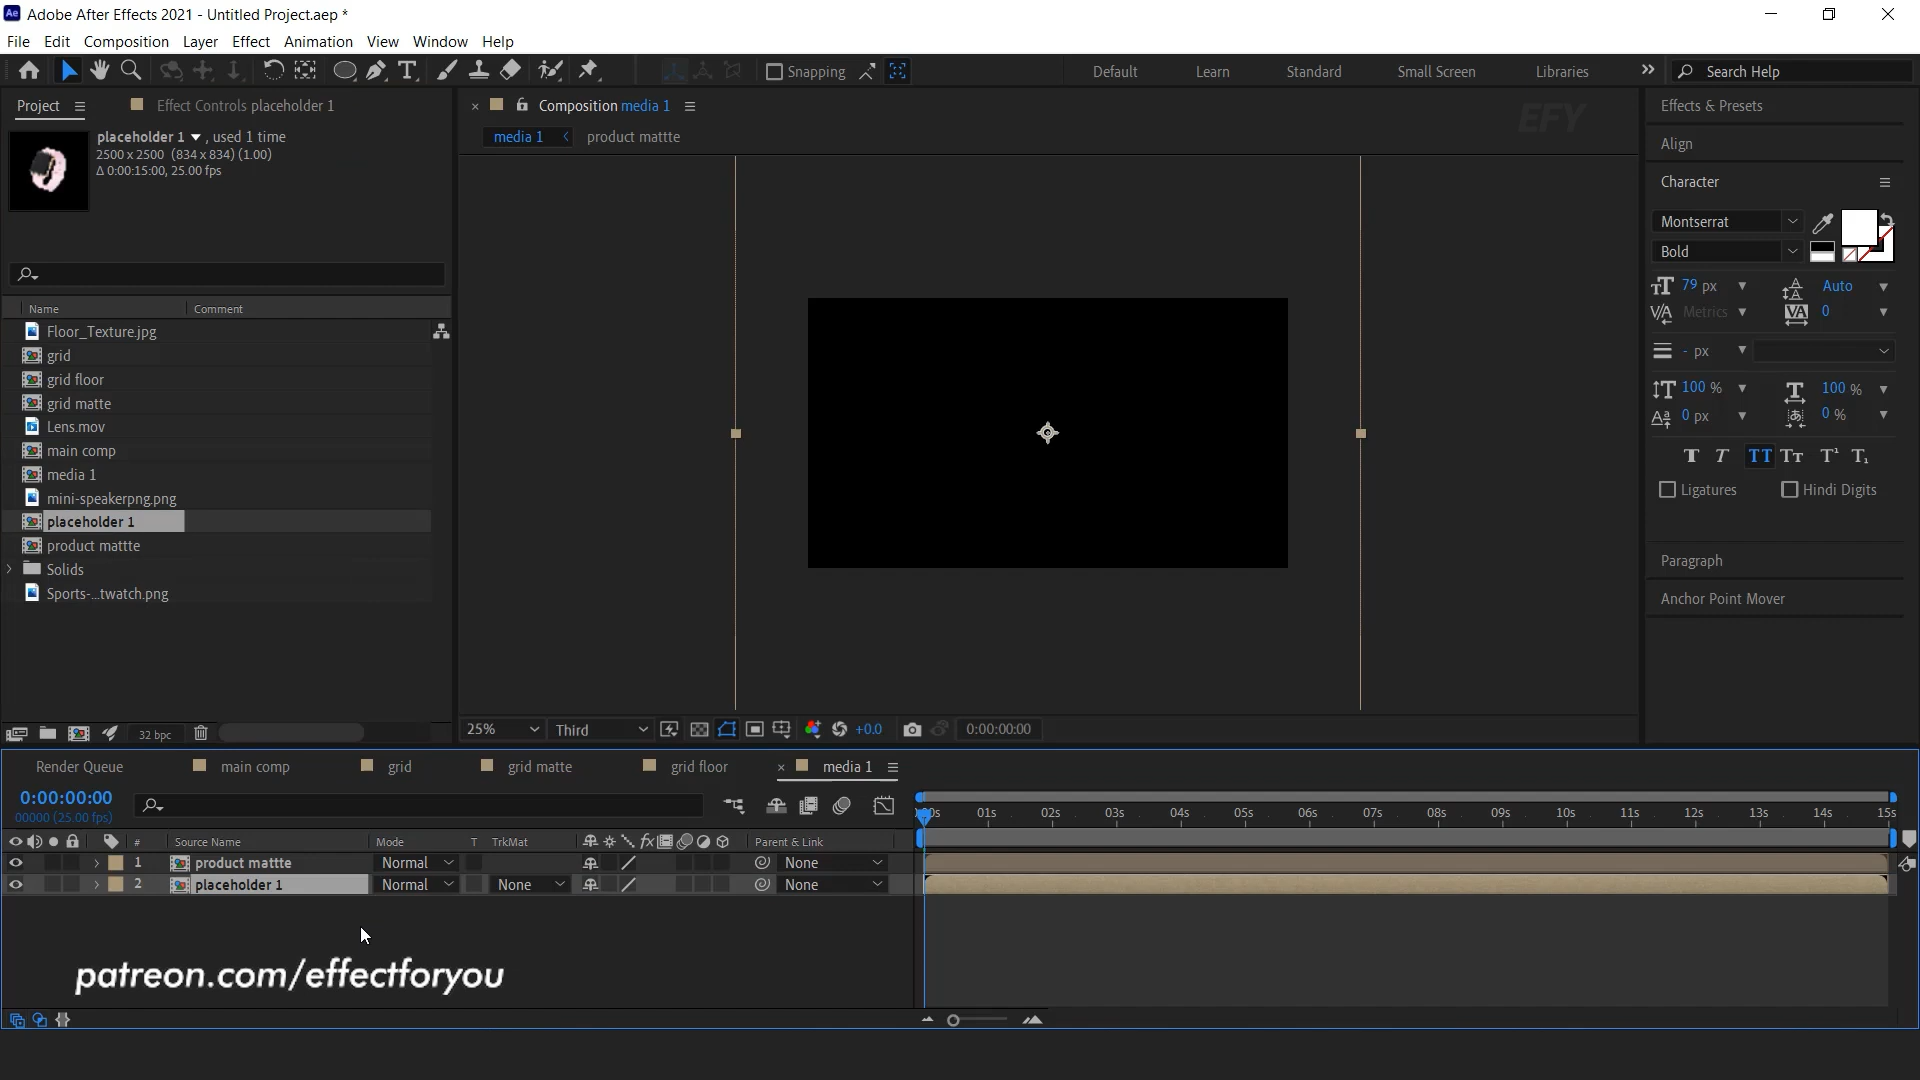 Ae Adobe After Effects 2021 - Untitled Project.aep *
File Edit Composition Layer Effect Animation View Window Help
Snapping Default Learn Standard Small Screen Libraries Search Help
Project Effect Controls placeholder 1
Composition media 1
EFY
media 1 product mattte
placeholder 1 , used 1 time
2500 x 2500 (834 x 834) (1.00)
Δ 0:00:15:00, 25.00 fps
Name Comment
Floor_Texture.jpg
grid
grid floor
grid matte
Lens.mov
main comp
media 1
mini-speakerpng.png
placeholder 1
product mattte
Solids
Sports-...twatch.png
32 bpc
25% Third +0.0 0:00:00:00
Effects & Presets
Align
Character
Montserrat
Bold
79 px Auto
Metrics 0
- px
100 % 100 %
0 px 0 %
T T TT Tт T¹ T₁
Ligatures Hindi Digits
Paragraph
Anchor Point Mover
Render Queue main comp grid grid matte grid floor media 1
0:00:00:00
00000 (25.00 fps)
01s 02s 03s 04s 05s 06s 07s 08s 09s 10s 11s 12s 13s 14s 15s
# Source Name Mode T TrkMat fx Parent & Link
1 product mattte Normal None
2 placeholder 1 Normal None None
patreon.com/effectforyou